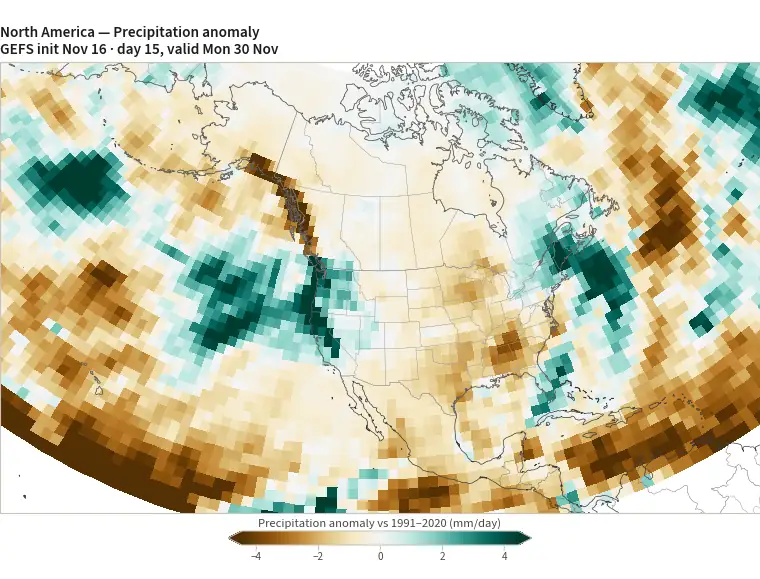 North America — Precipitation anomaly
GEFS init Nov 16 · day 15, valid Mon 30 Nov
Precipitation anomaly vs 1991–2020 (mm/day)
−4 −2 0 2 4